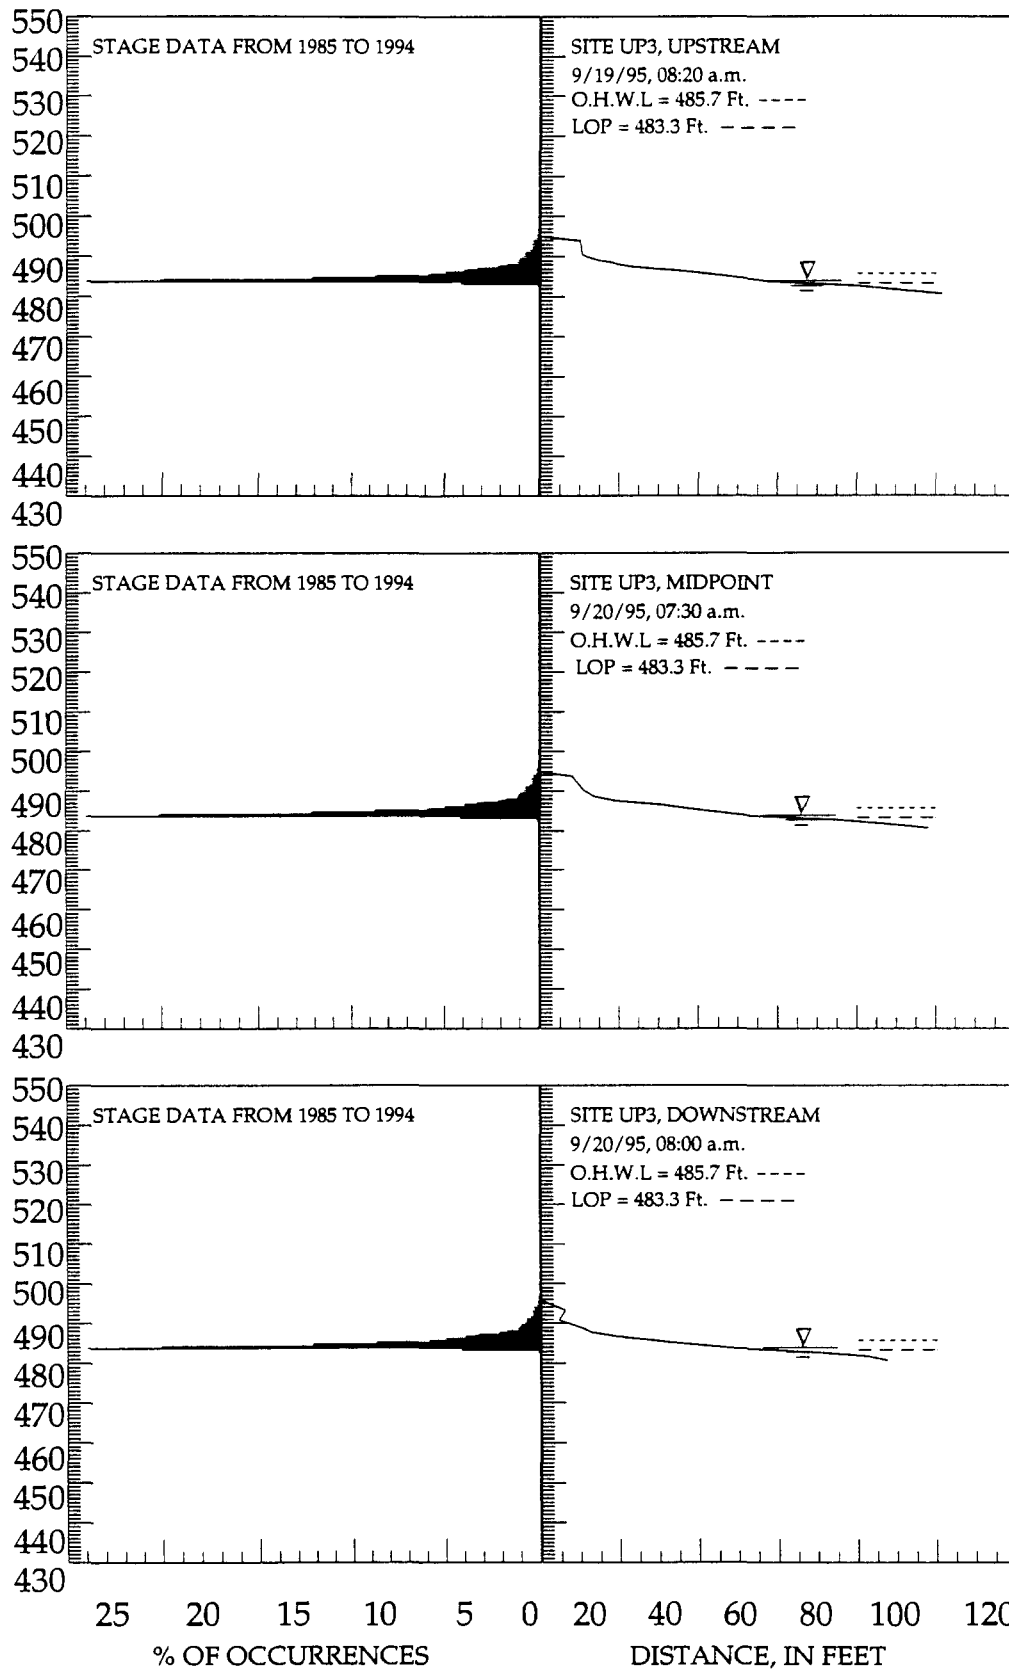 550
540
530
520
510
500
490
480
470
460
450
440
430
STAGE DATA FROM 1985 TO 1994
SITE UP3, UPSTREAM
9/19/95, 08:20 a.m.
O.H.W.L = 485.7 Ft. ----
LOP = 483.3 Ft. – – – –
550
540
530
520
510
500
490
480
470
460
450
440
430
STAGE DATA FROM 1985 TO 1994
SITE UP3, MIDPOINT
9/20/95, 07:30 a.m.
O.H.W.L = 485.7 Ft. ----
LOP = 483.3 Ft. – – – –
550
540
530
520
510
500
490
480
470
460
450
440
430
STAGE DATA FROM 1985 TO 1994
SITE UP3, DOWNSTREAM
9/20/95, 08:00 a.m.
O.H.W.L = 485.7 Ft. ----
LOP = 483.3 Ft. – – – –
25 20 15 10 5 0 20 40 60 80 100 120
% OF OCCURRENCES
DISTANCE, IN FEET